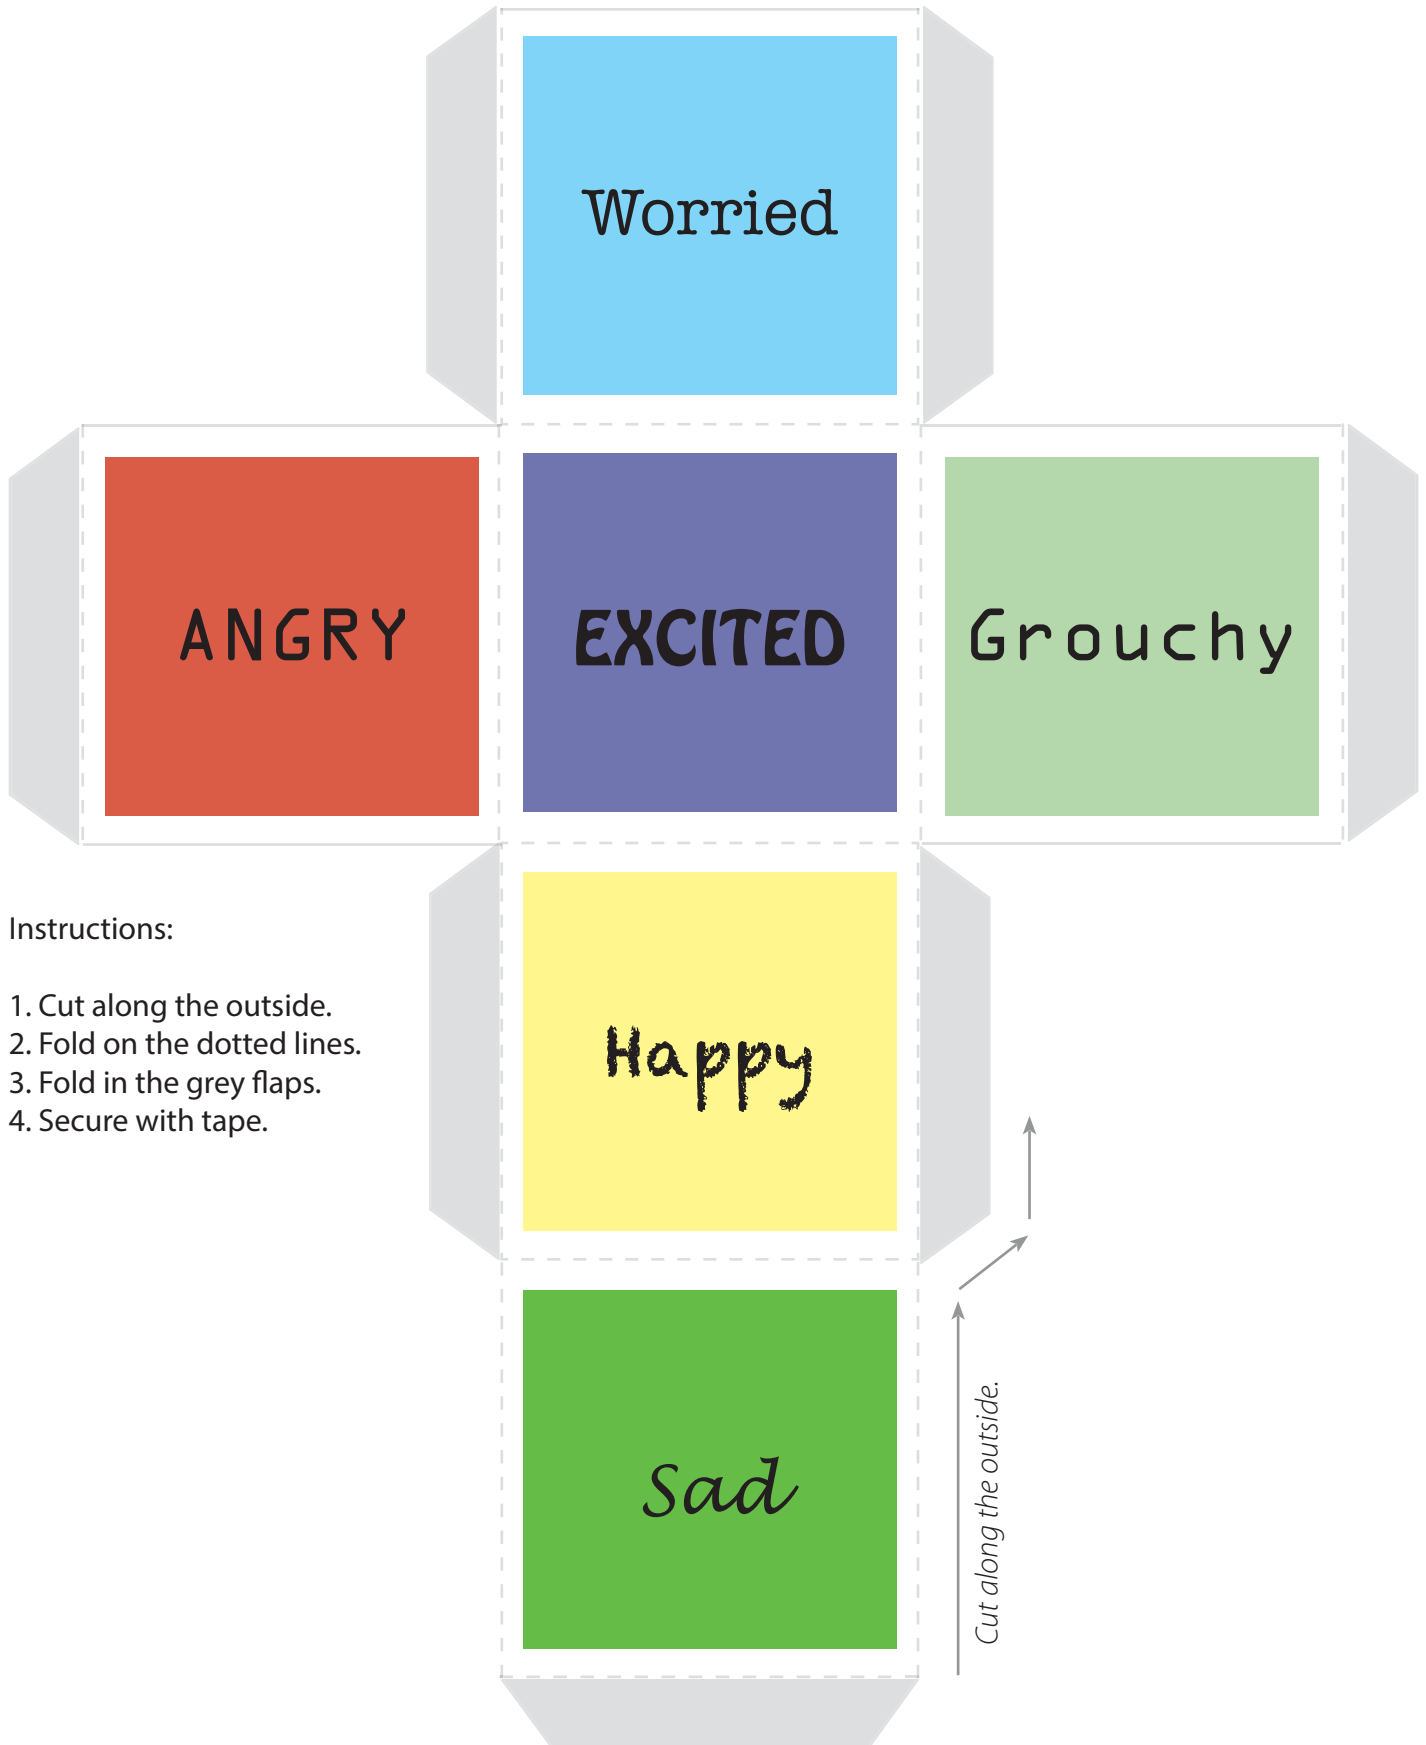 Worried
ANGRY
EXCITED
Grouchy
Instructions:
1. Cut along the outside.
2. Fold on the dotted lines.
3. Fold in the grey flaps.
4. Secure with tape.
Happy
Sad
Cut along the outside.